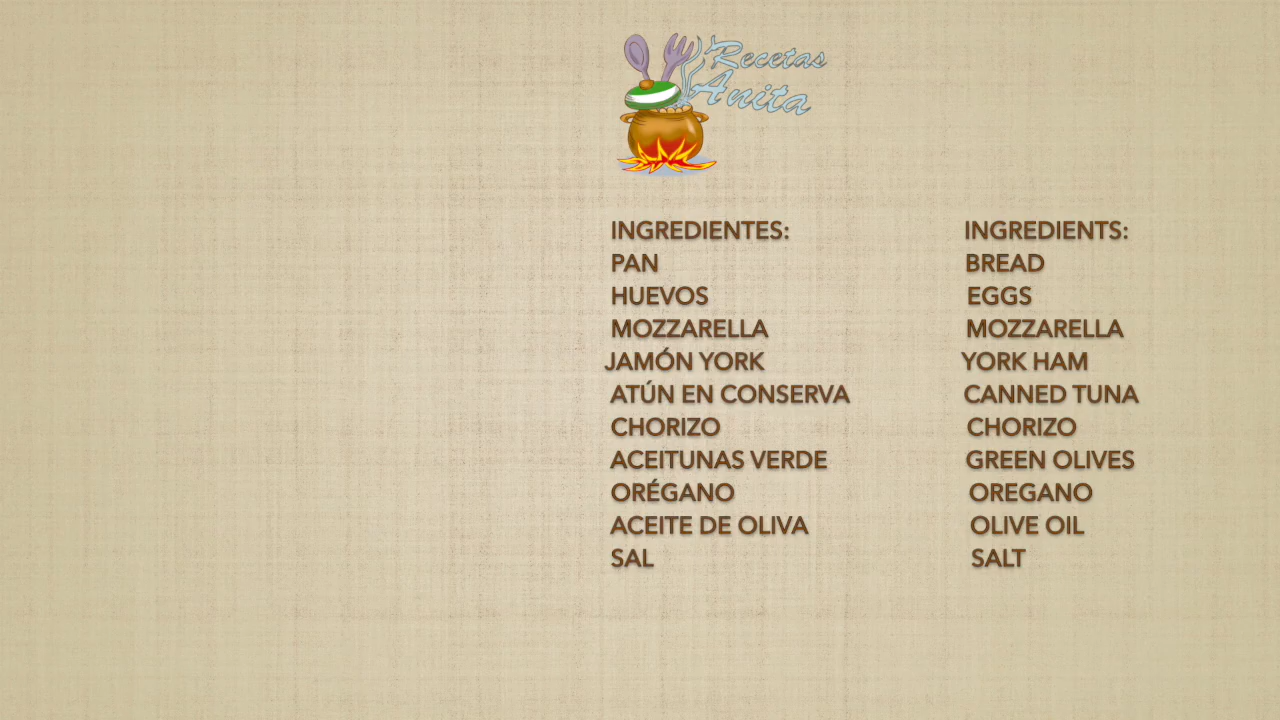 Recetas
Anita
INGREDIENTES:
PAN
HUEVOS
MOZZARELLA
JAMÓN YORK
ATÚN EN CONSERVA
CHORIZO
ACEITUNAS VERDE
ORÉGANO
ACEITE DE OLIVA
SAL
INGREDIENTS:
BREAD
EGGS
MOZZARELLA
YORK HAM
CANNED TUNA
CHORIZO
GREEN OLIVES
OREGANO
OLIVE OIL
SALT